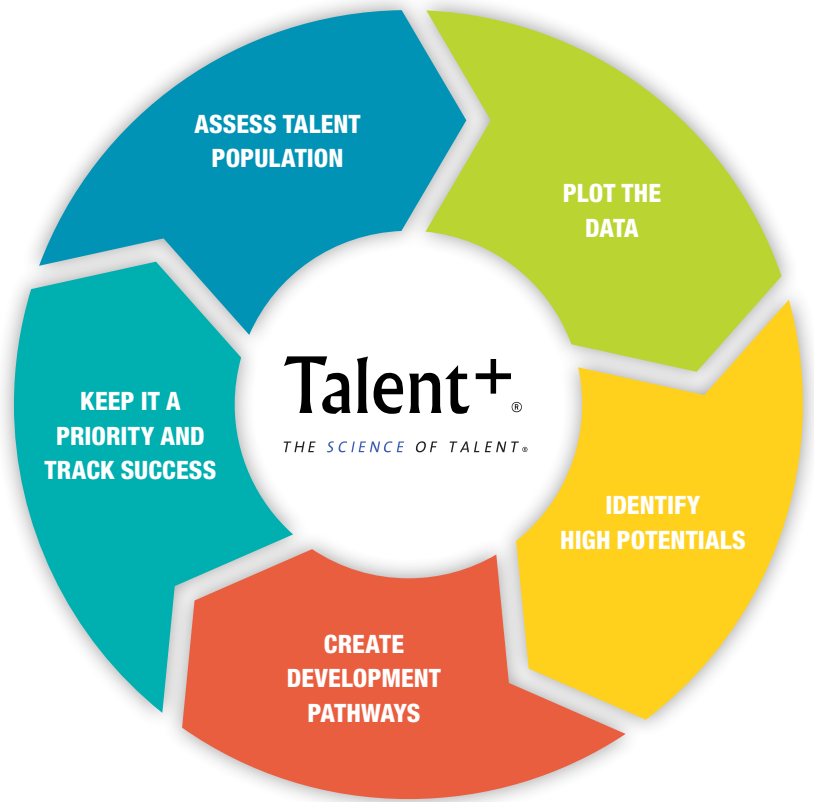 ASSESS TALENT
POPULATION
PLOT THE
DATA
IDENTIFY
HIGH POTENTIALS
CREATE
DEVELOPMENT
PATHWAYS
KEEP IT A
PRIORITY AND
TRACK SUCCESS
Talent+®
THE SCIENCE OF TALENT®